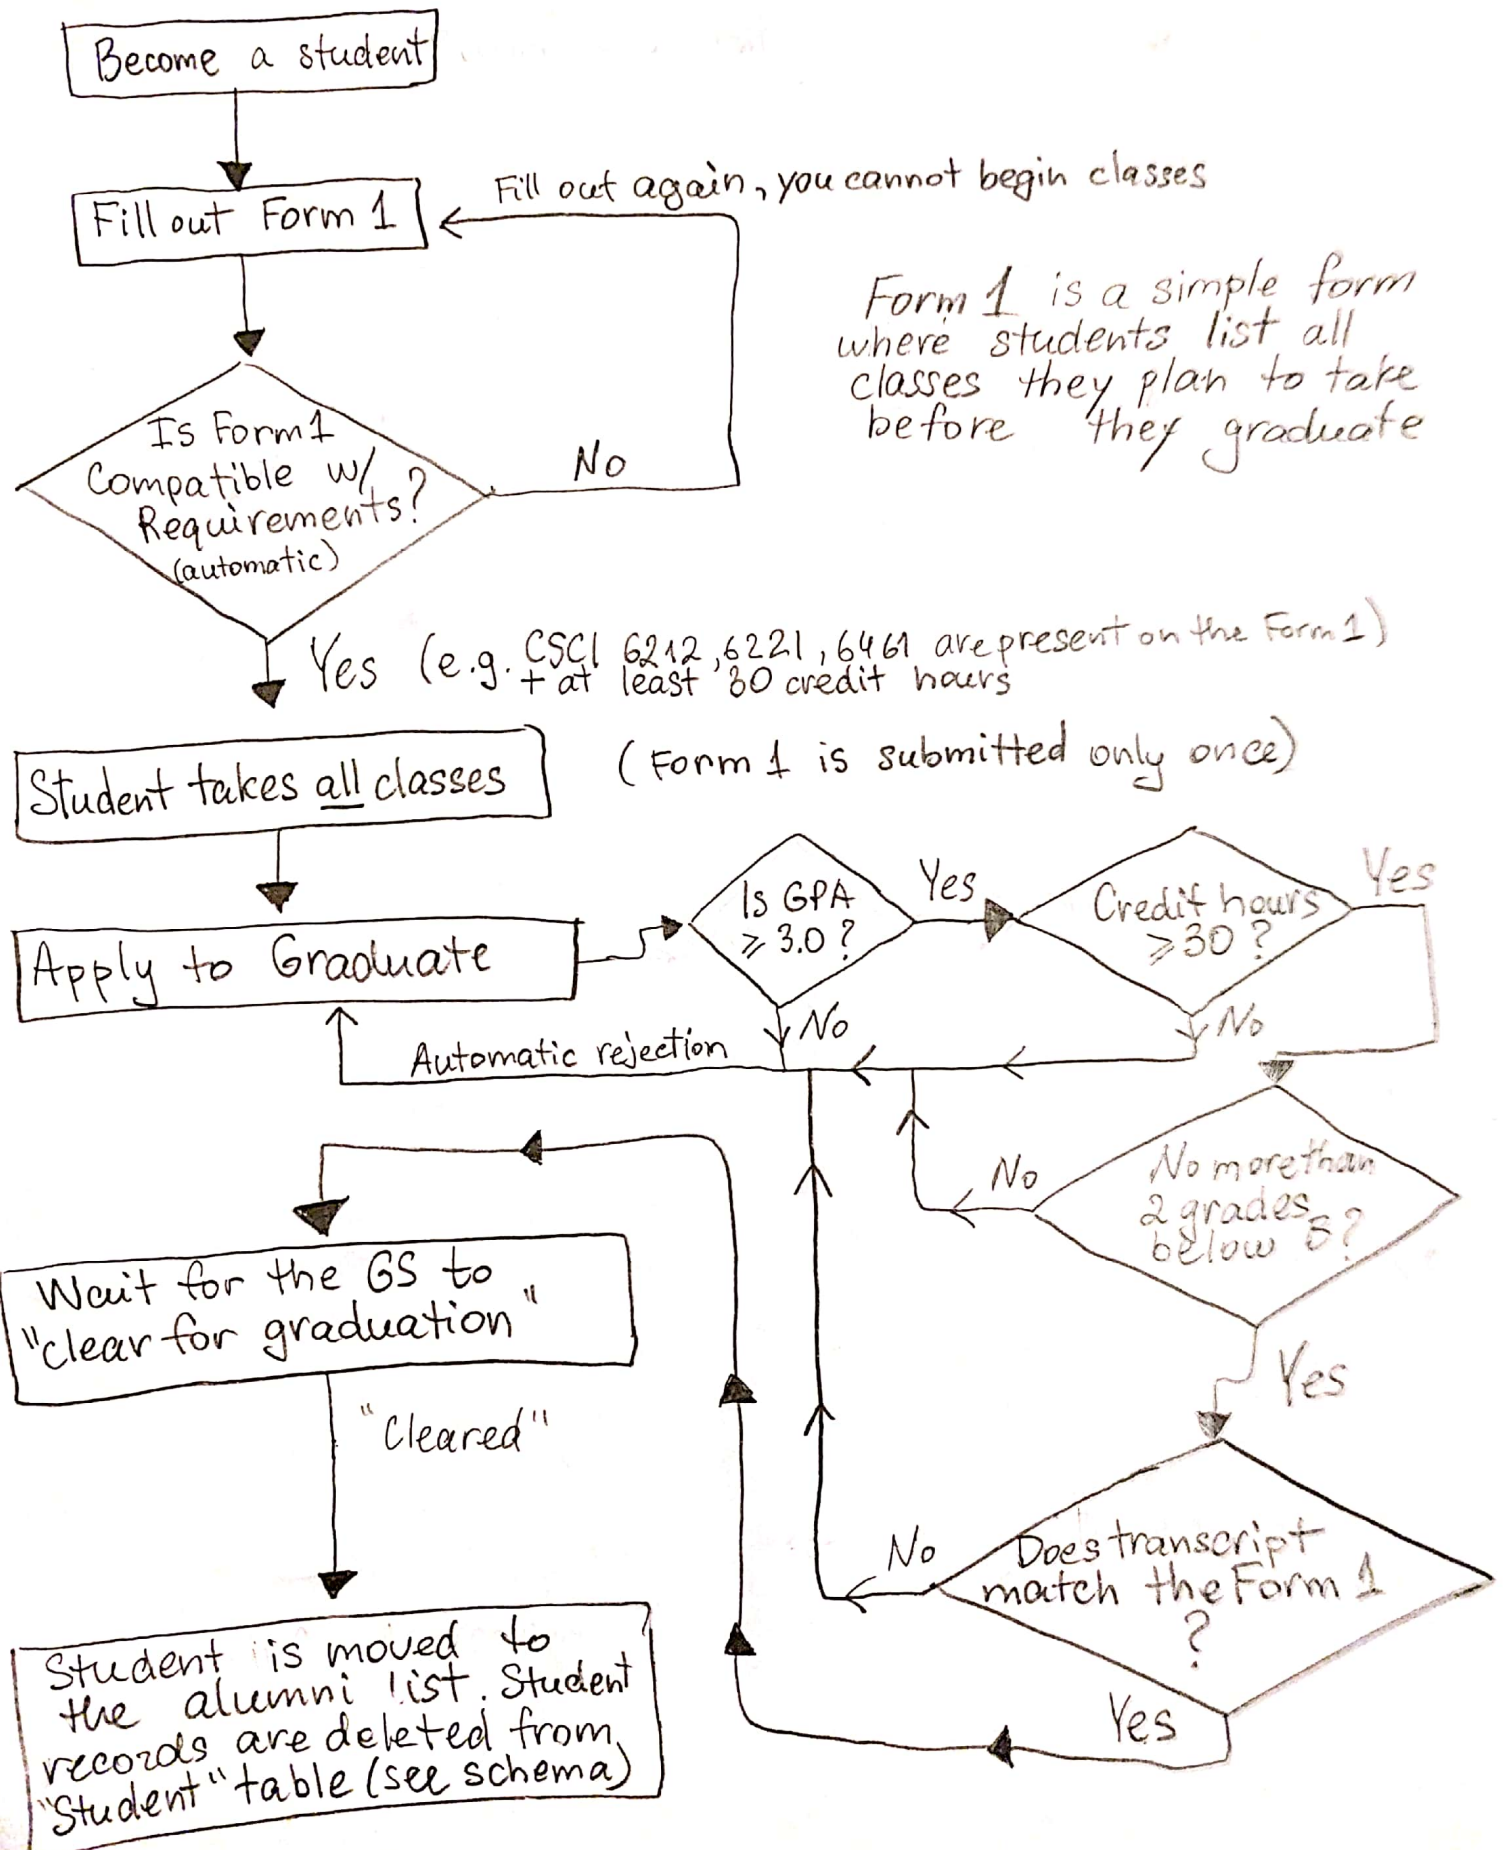 Become a student
Fill out again, you cannot begin classes
Fill out Form 1
Form 1 is a simple form
where students list all
classes they plan to take
before they graduate
Is Form 1
Compatible w/
Requirements?
(automatic)
No
Yes (e.g. CSCI 6212, 6221, 6461 are present on the Form 1)
+ at least 30 credit hours
(Form 1 is submitted only once)
Student takes all classes
Apply to Graduate
Is GPA
⩾ 3.0 ?
Yes
Credit hours
⩾ 30 ?
Yes
No
No
Automatic rejection
No more than
2 grades
below B?
No
Yes
Wait for the GS to
"clear for graduation"
"Cleared"
Does transcript
match the Form 1
?
No
Yes
Student is moved to
the alumni list. Student
records are deleted from
"Student" table (see schema)